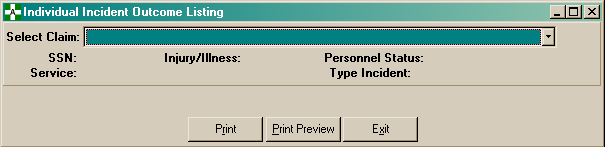 Individual Incident Outcome Listing
Select Claim:
SSN: Injury/Illness: Personnel Status:
Service: Type Incident:
Print Print Preview Exit